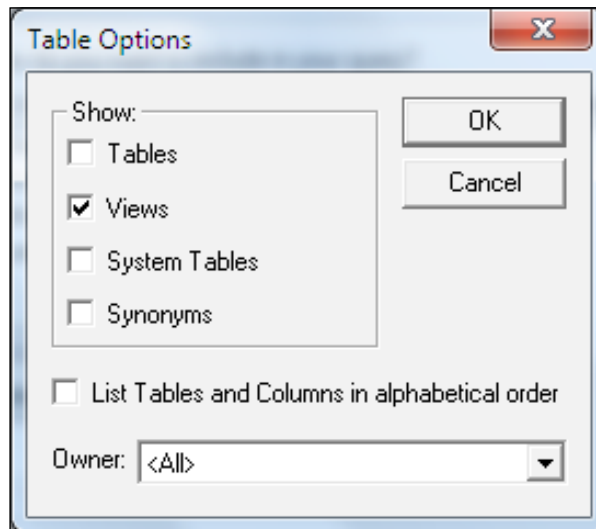 Table Options
Show:
Tables
Views
System Tables
Synonyms
OK
Cancel
List Tables and Columns in alphabetical order
Owner: <All>